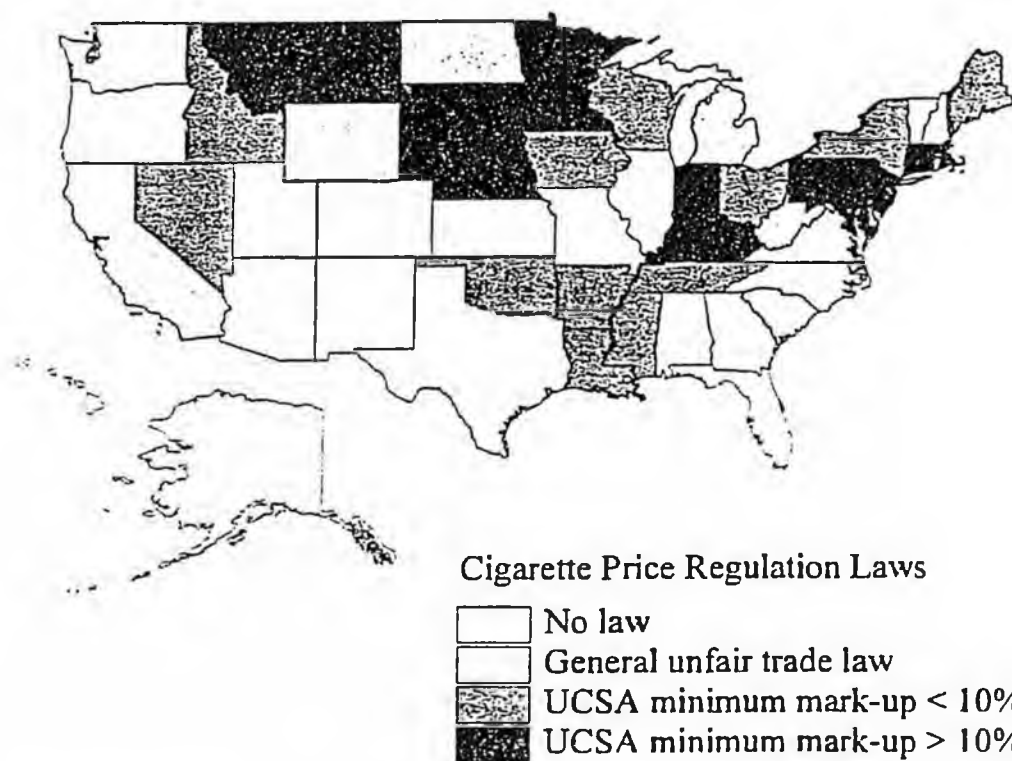 Cigarette Price Regulation Laws
No law
General unfair trade law
UCSA minimum mark-up < 10%
UCSA minimum mark-up > 10%